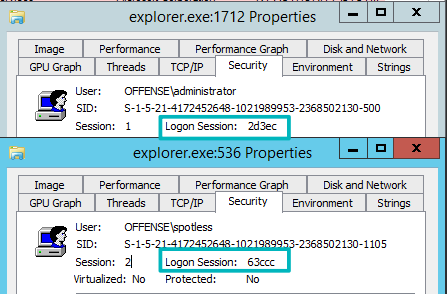 explorer.exe:1712 Properties
Image Performance Performance Graph Disk and Network
GPU Graph Threads TCP/IP Security Environment Strings
User: OFFENSE\administrator
SID: S-1-5-21-4172452648-1021989953-2368502130-500
Session: 1 Logon Session: 2d3ec
explorer.exe:536 Properties
Image Performance Performance Graph Disk and Network
GPU Graph Threads TCP/IP Security Environment Strings
User: OFFENSE\spotless
SID: S-1-5-21-4172452648-1021989953-2368502130-1105
Session: 2 Logon Session: 63ccc
Virtualized: No Protected: No